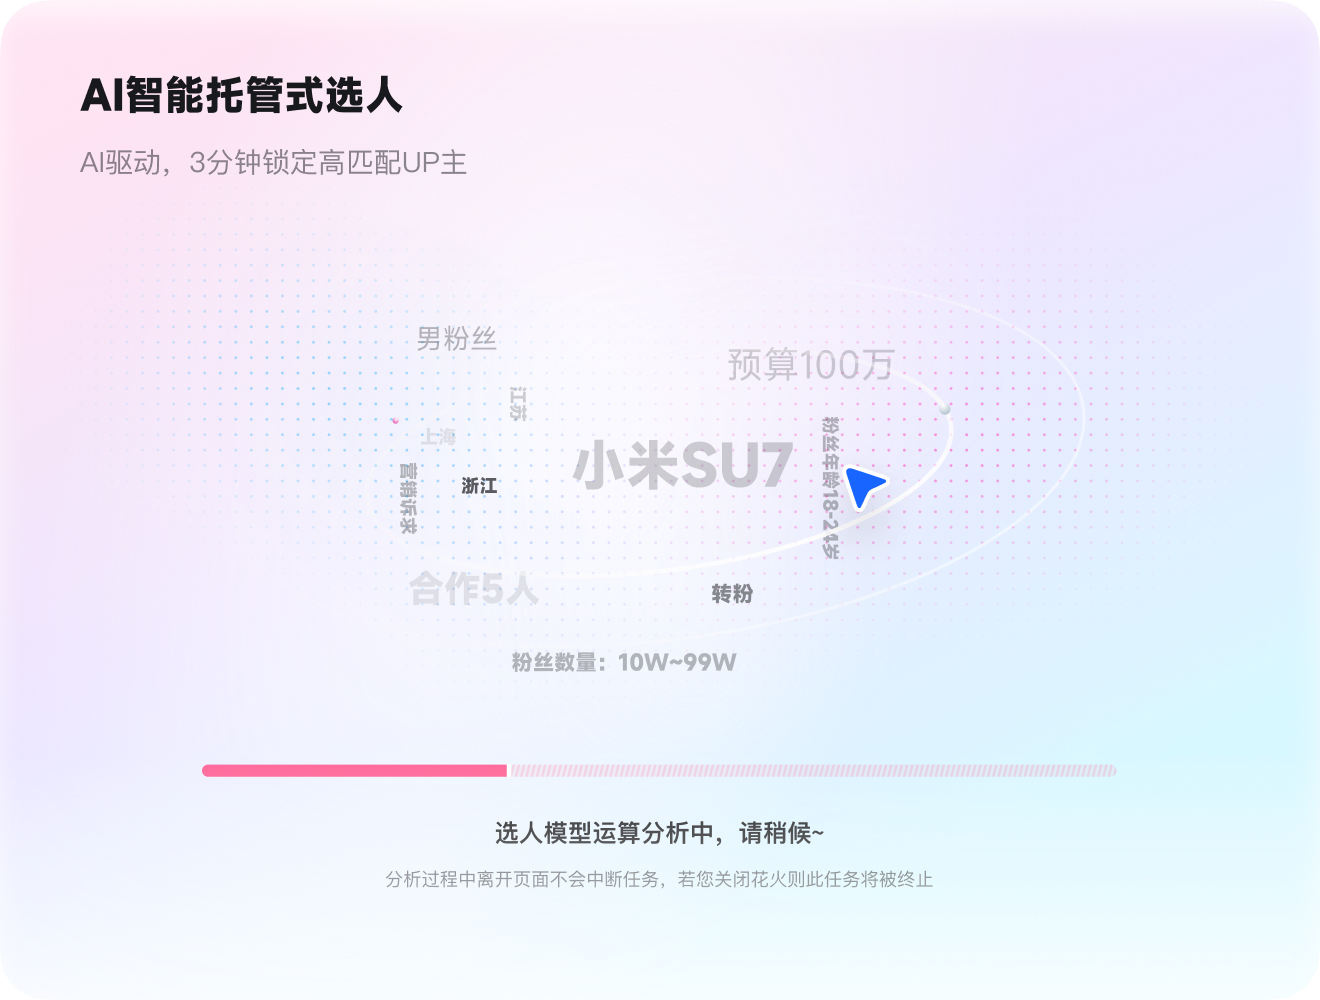 AI智能托管式选人
AI驱动，3分钟锁定高匹配UP主
男粉丝
预算100万
江苏
上海
小米SU7
粉丝年龄18-24岁
营销诉求
浙江
合作5人
转粉
粉丝数量：10W~99W
选人模型运算分析中，请稍候~
分析过程中离开页面不会中断任务，若您关闭花火则此任务将被终止